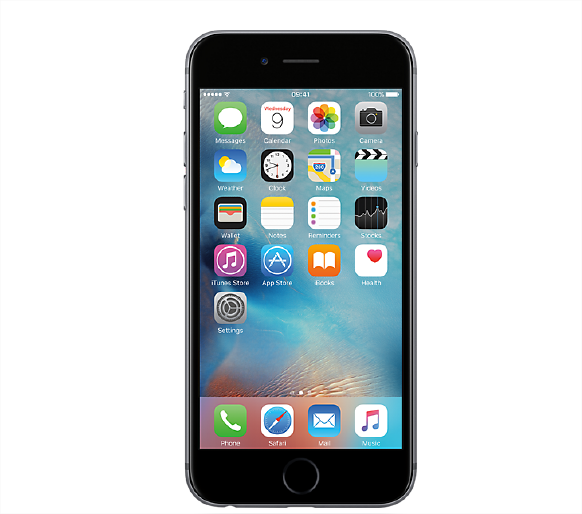 09:41 100%
Wednesday
9
Messages Calendar Photos Camera
Weather Clock Maps Videos
Wallet Notes Reminders Stocks
iTunes Store App Store iBooks Health
Settings
Phone Safari Mail Music